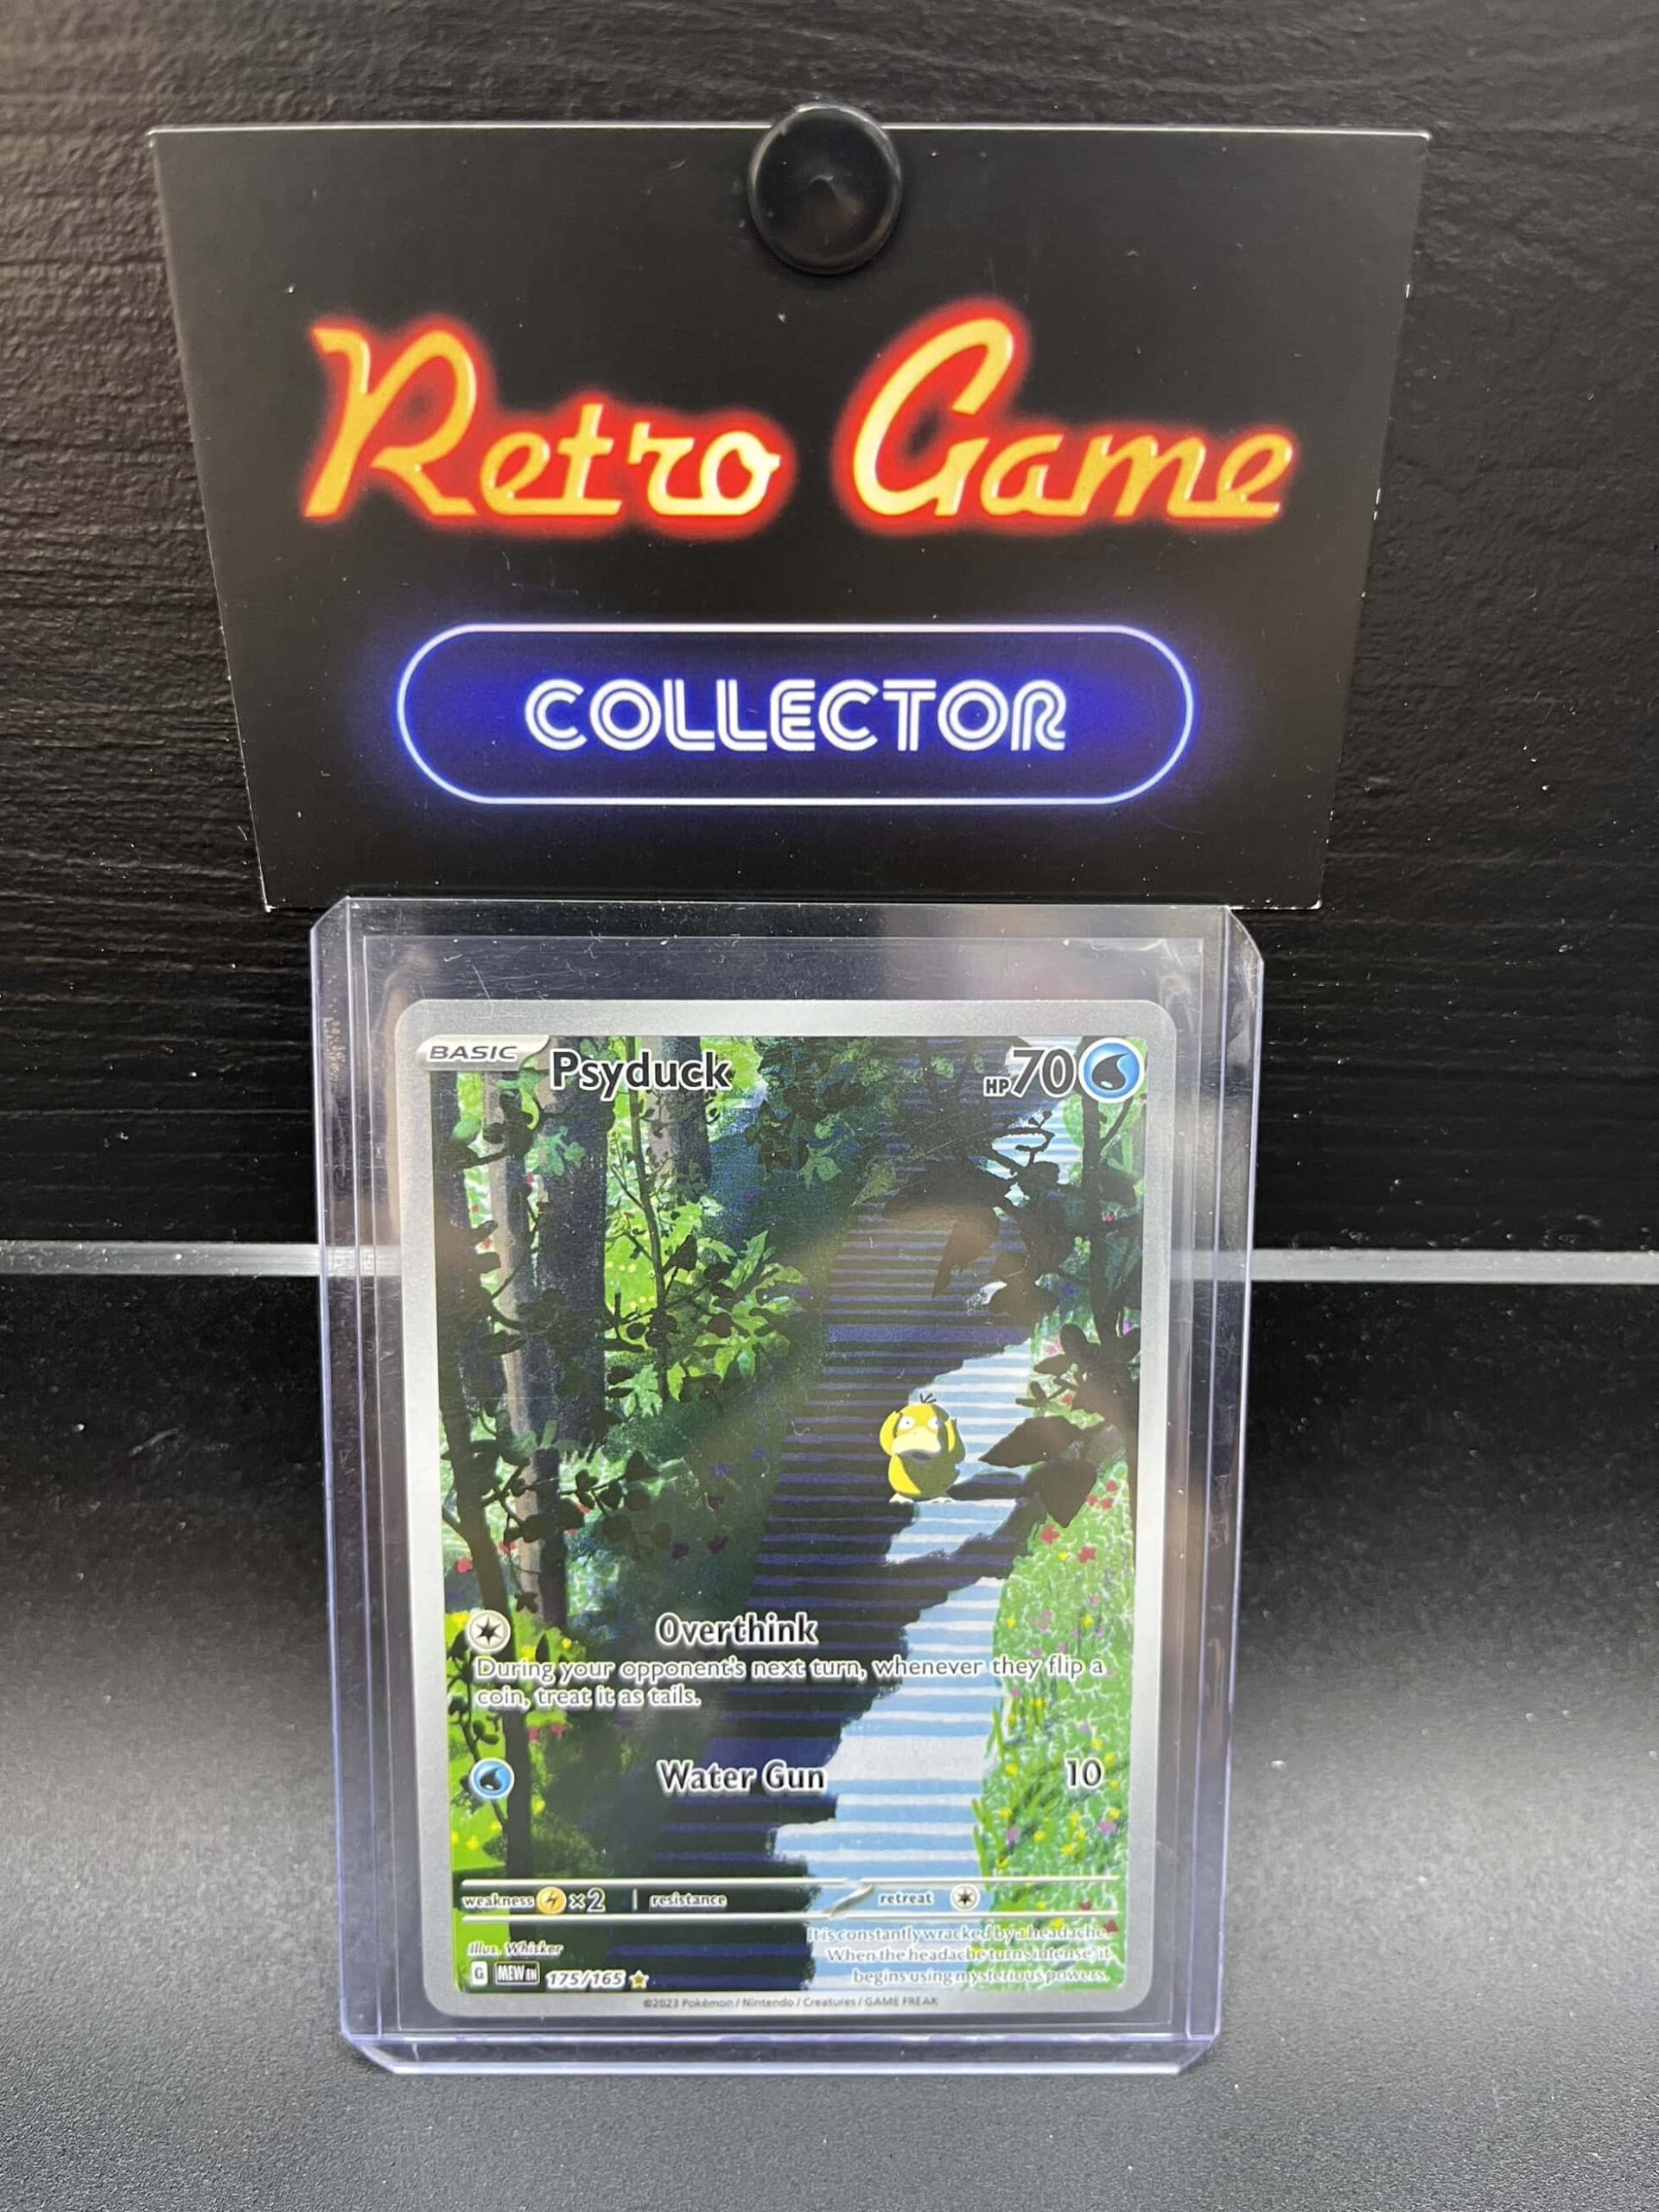 Retro Game
COLLECTOR
BASIC Psyduck HP 70
Overthink
During your opponent's next turn, whenever they flip a
coin, treat it as tails.
Water Gun 10
weakness ×2 resistance retreat
It is constantly wracked by a headache.
When the headache turns intense, it
begins using mysterious powers.
Illus. Whisker
G MEW EN 175/165
©2023 Pokémon / Nintendo / Creatures / GAME FREAK